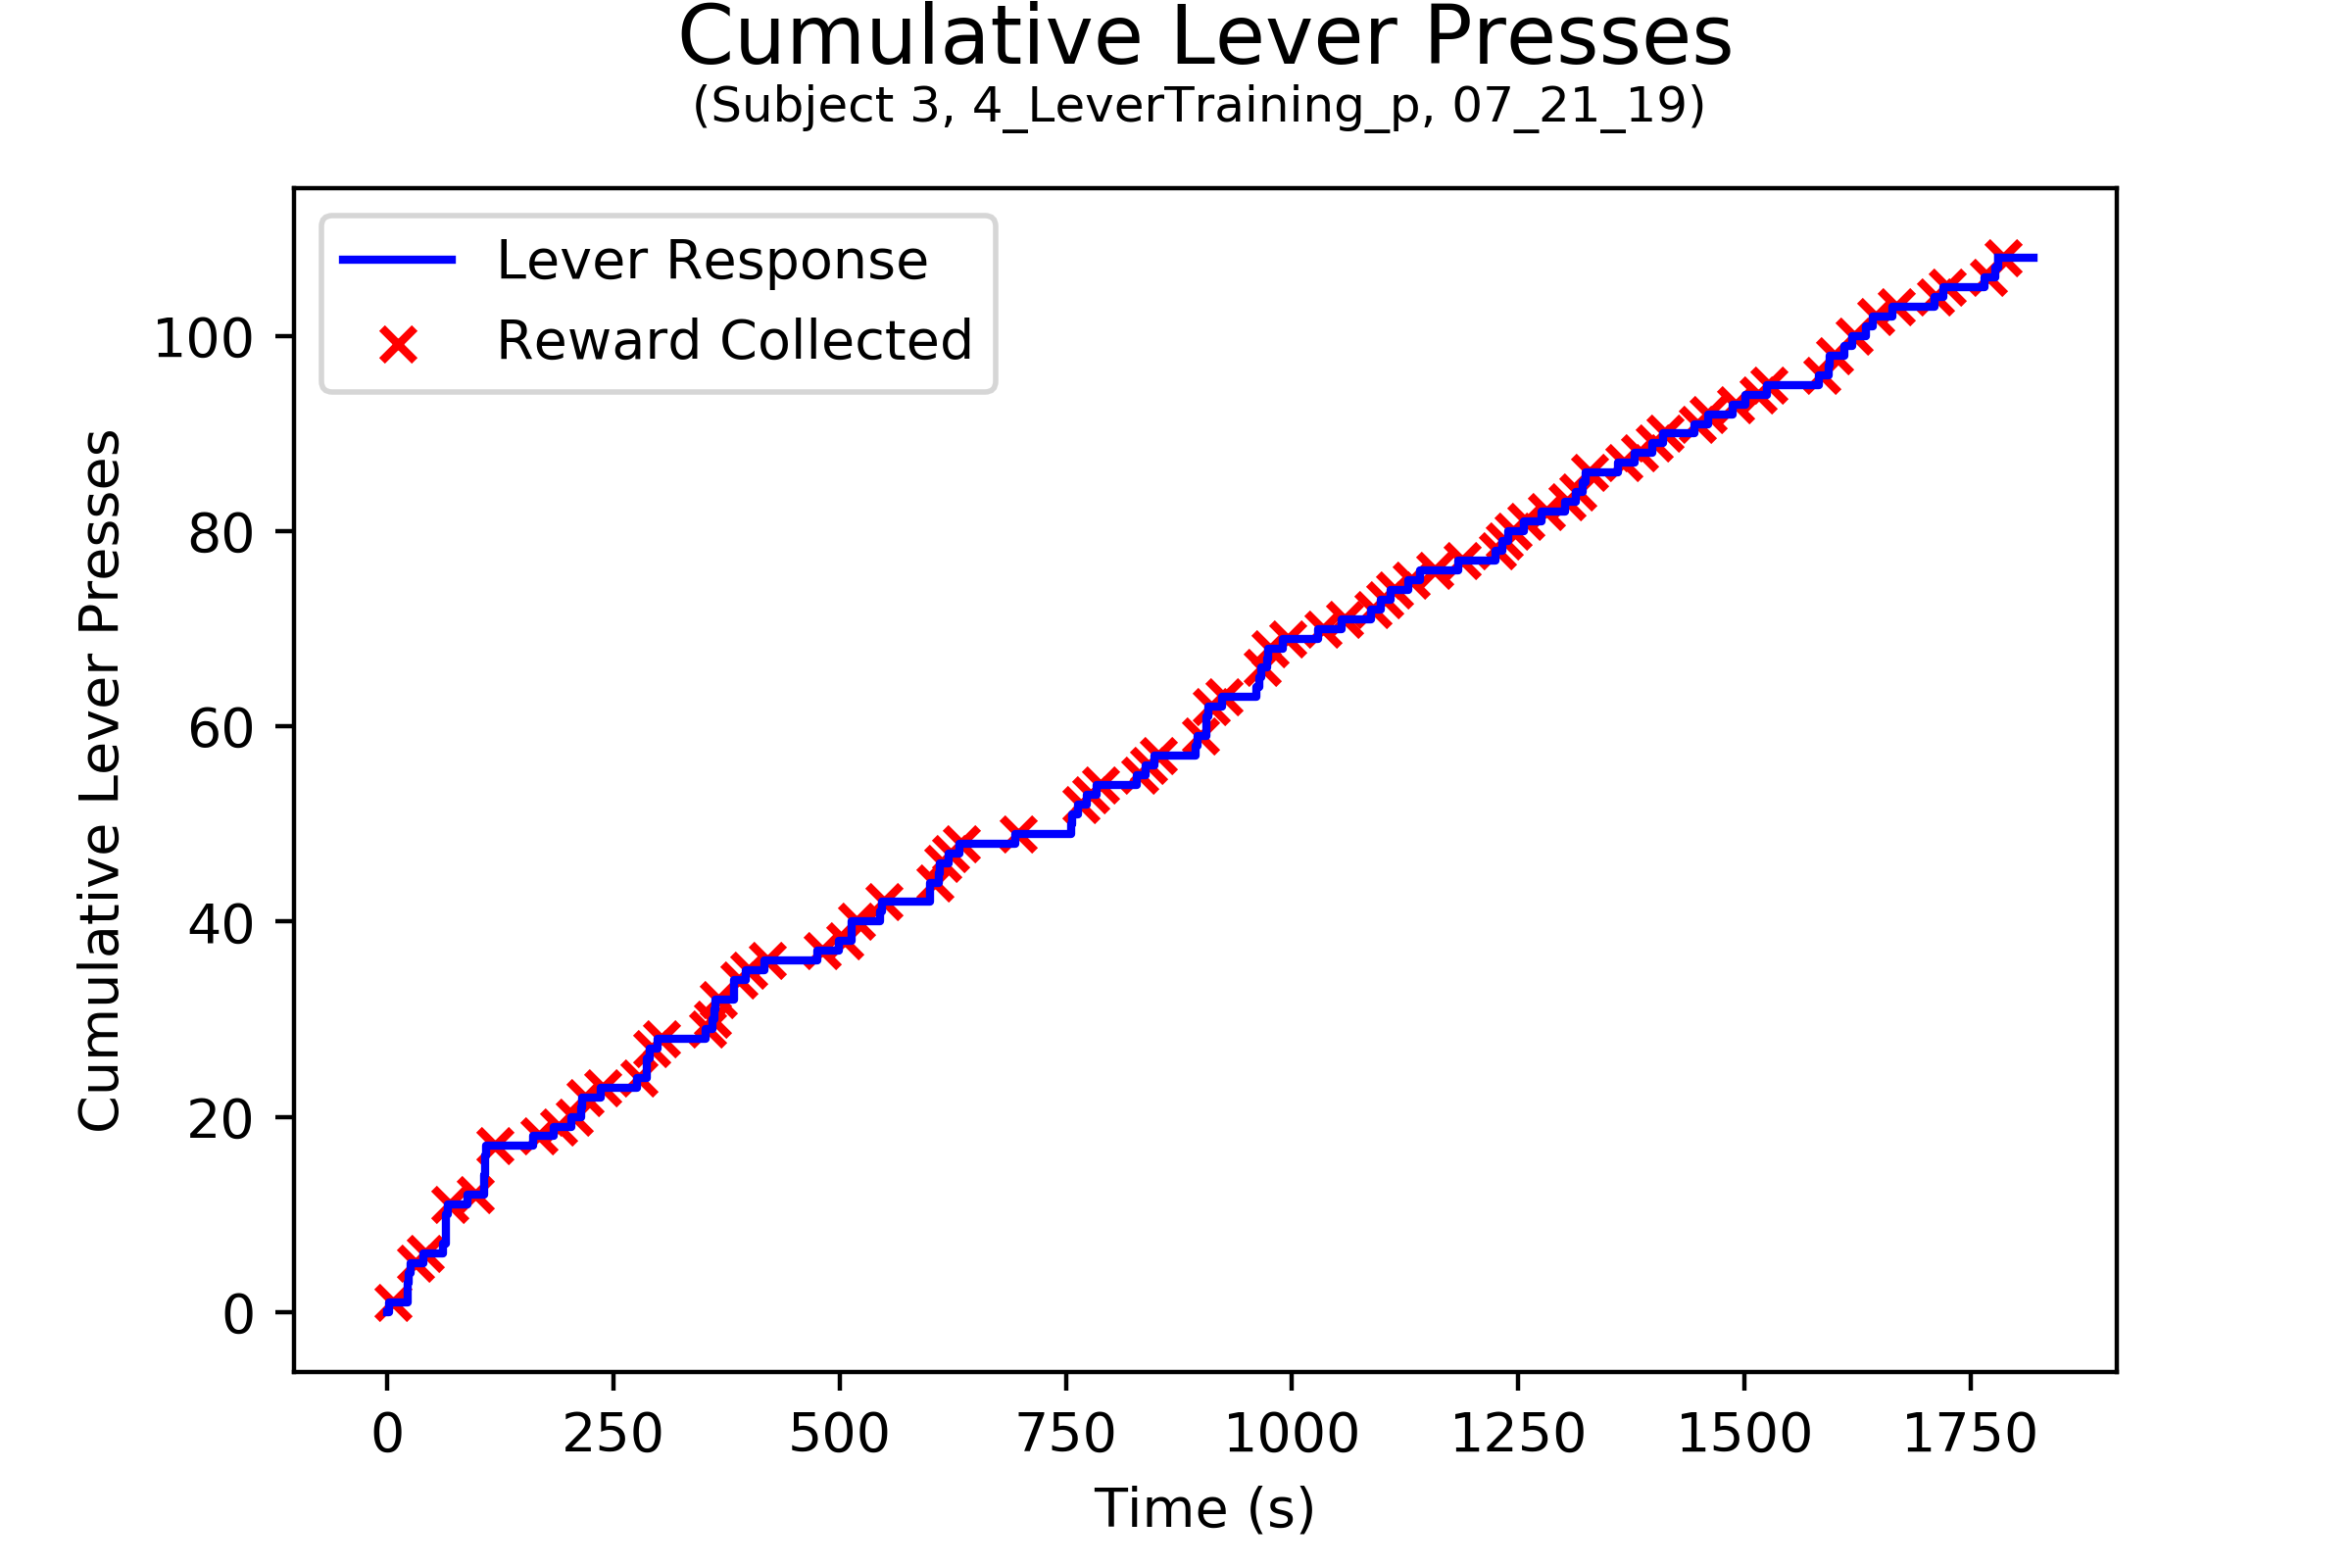 Cumulative Lever Presses
(Subject 3, 4_LeverTraining_p, 07_21_19)
Lever Response
Reward Collected
Cumulative Lever Presses
100
80
60
40
20
0
0 250 500 750 1000 1250 1500 1750
Time (s)